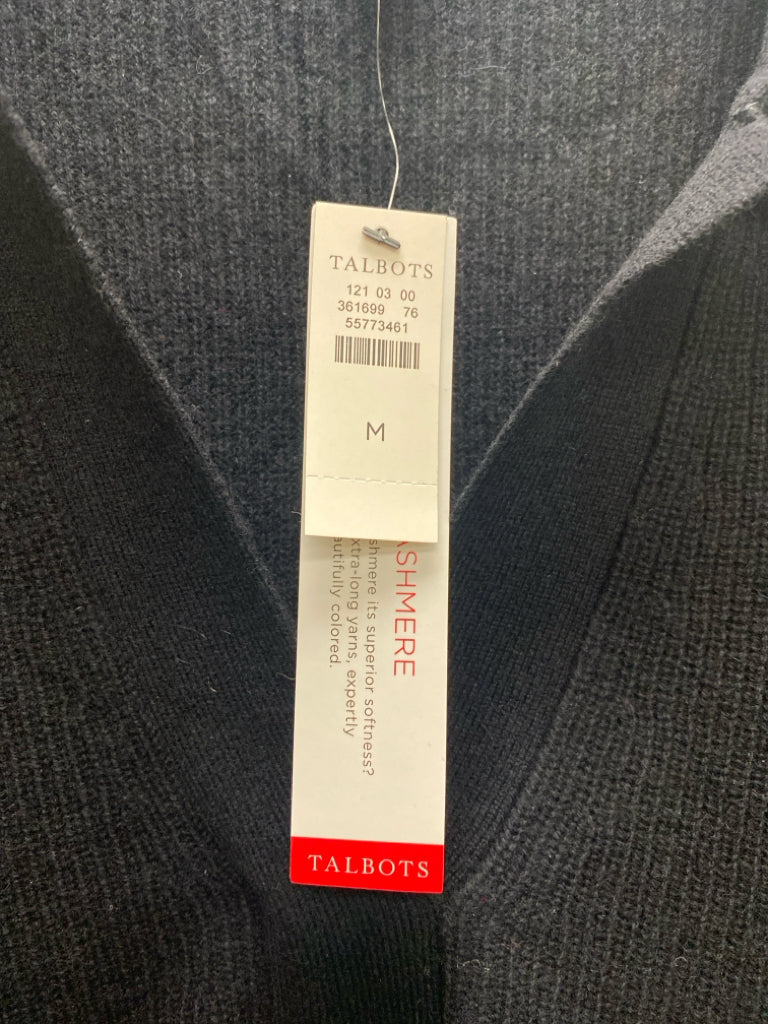 TALBOTS
121 03 00
361699 76
55773461
M
ASHMERE
shmere its superior softness?
xtra-long yarns, expertly
autifully colored.
TALBOTS